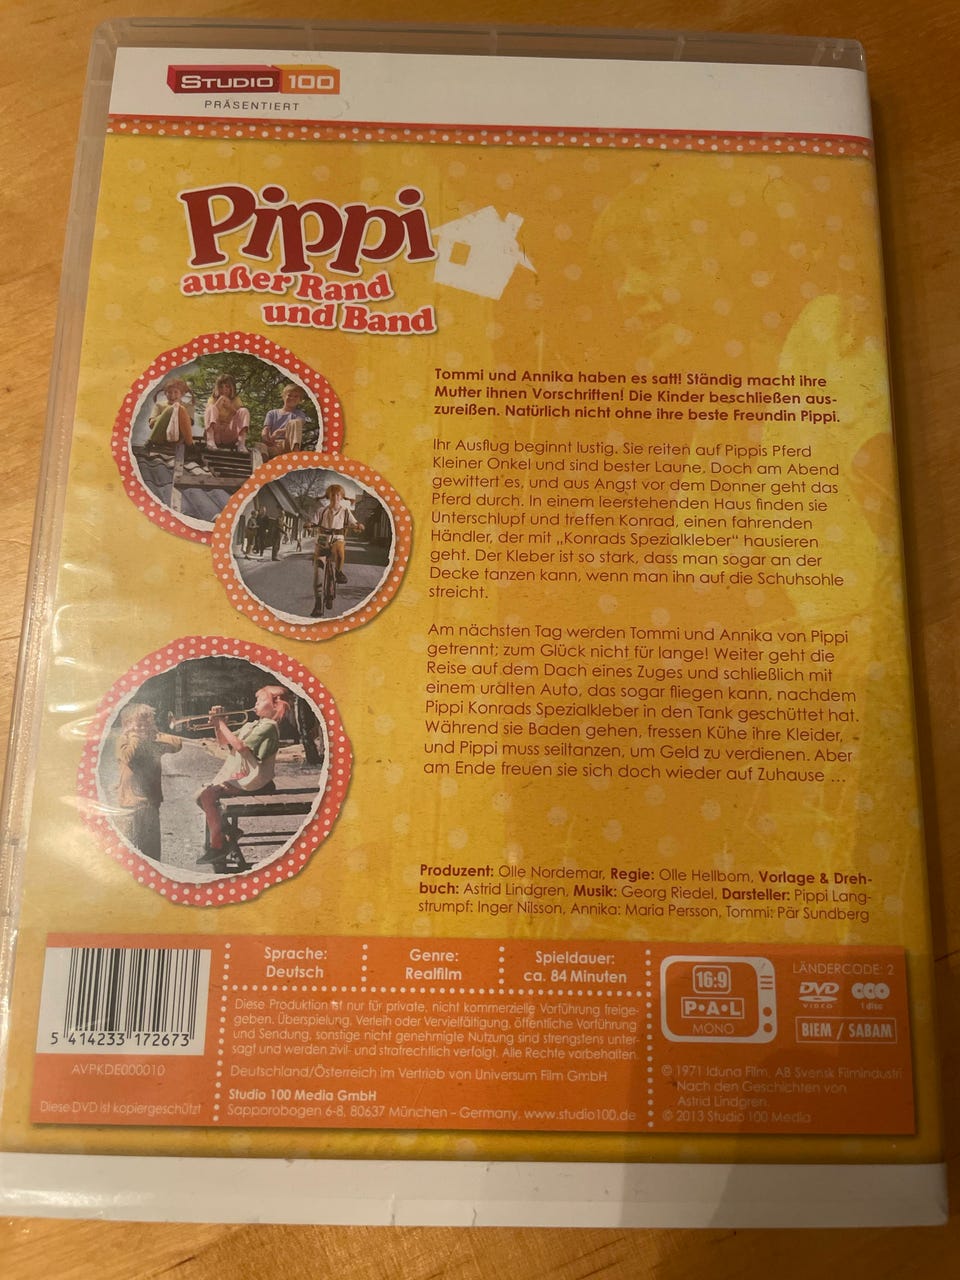 STUDIO 100
PRÄSENTIERT
Pippi
außer Rand
und Band
Tommi und Annika haben es satt! Ständig macht ihre
Mutter ihnen Vorschriften! Die Kinder beschließen aus-
zureißen. Natürlich nicht ohne ihre beste Freundin Pippi.
Ihr Ausflug beginnt lustig. Sie reiten auf Pippis Pferd
Kleiner Onkel und sind bester Laune. Doch am Abend
gewittert es, und aus Angst vor dem Donner geht das
Pferd durch. In einem leerstehenden Haus finden sie
Unterschlupf und treffen Konrad, einen fahrenden
Händler, der mit „Konrads Spezialkleber“ hausieren
geht. Der Kleber ist so stark, dass man sogar an der
Decke tanzen kann, wenn man ihn auf die Schuhsohle
streicht.
Am nächsten Tag werden Tommi und Annika von Pippi
getrennt; zum Glück nicht für lange! Weiter geht die
Reise auf dem Dach eines Zuges und schließlich mit
einem uralten Auto, das sogar fliegen kann, nachdem
Pippi Konrads Spezialkleber in den Tank geschüttet hat.
Während sie Baden gehen, fressen Kühe ihre Kleider,
und Pippi muss seiltanzen, um Geld zu verdienen. Aber
am Ende freuen sie sich doch wieder auf Zuhause ...
Produzent: Olle Nordemar, Regie: Olle Hellbom, Vorlage & Dreh-
buch: Astrid Lindgren, Musik: Georg Riedel, Darsteller: Pippi Lang-
strumpf: Inger Nilsson, Annika: Maria Persson, Tommi: Pär Sundberg
5 414233 172673
AVPKDE000010
Diese DVD ist kopiergeschützt
Sprache:
Deutsch
Genre:
Realfilm
Spieldauer:
ca. 84 Minuten
Diese Produktion ist nur für private, nicht kommerzielle Vorführung freige-
geben. Überspielung, Verleih oder Vervielfältigung, öffentliche Vorführung
und Sendung, sonstige nicht genehmigte Nutzung sind strengstens unter-
sagt und werden zivil- und strafrechtlich verfolgt. Alle Rechte vorbehalten.
Deutschland/Österreich im Vertrieb von Universum Film GmbH
Studio 100 Media GmbH
Sapporobogen 6-8, 80637 München – Germany. www.studio100.de
16:9
P•A•L
MONO
LÄNDERCODE: 2
DVD
VIDEO
1 disc
BIEM / SABAM
© 1971 Iduna Film, AB Svensk Filmindustri
Nach den Geschichten von
Astrid Lindgren.
© 2013 Studio 100 Media